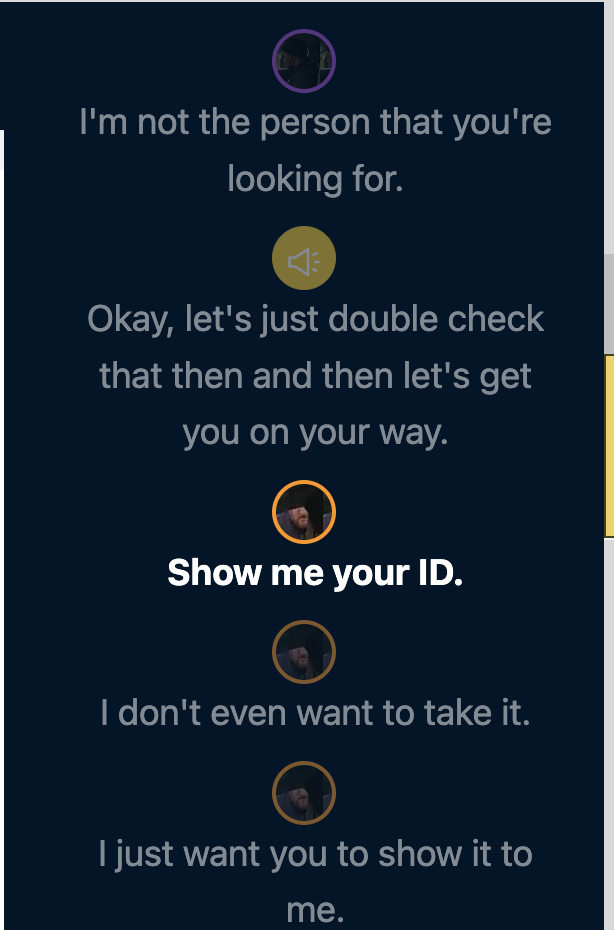 I'm not the person that you're
looking for.
Okay, let's just double check
that then and then let's get
you on your way.
Show me your ID.
I don't even want to take it.
I just want you to show it to
me.